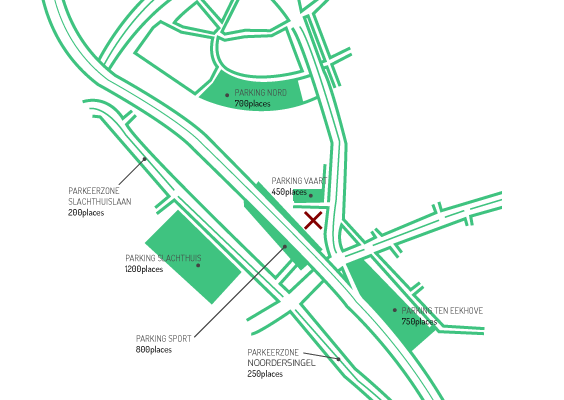 PARKING NORD
700places
PARKING VAART
450places
PARKEERZONE
SLACHTHUISLAAN
200places
PARKING SLACHTHUIS
1200places
PARKING TEN EEKHOVE
750places
PARKING SPORT
800places
PARKEERZONE
NOORDERSINGEL
250places